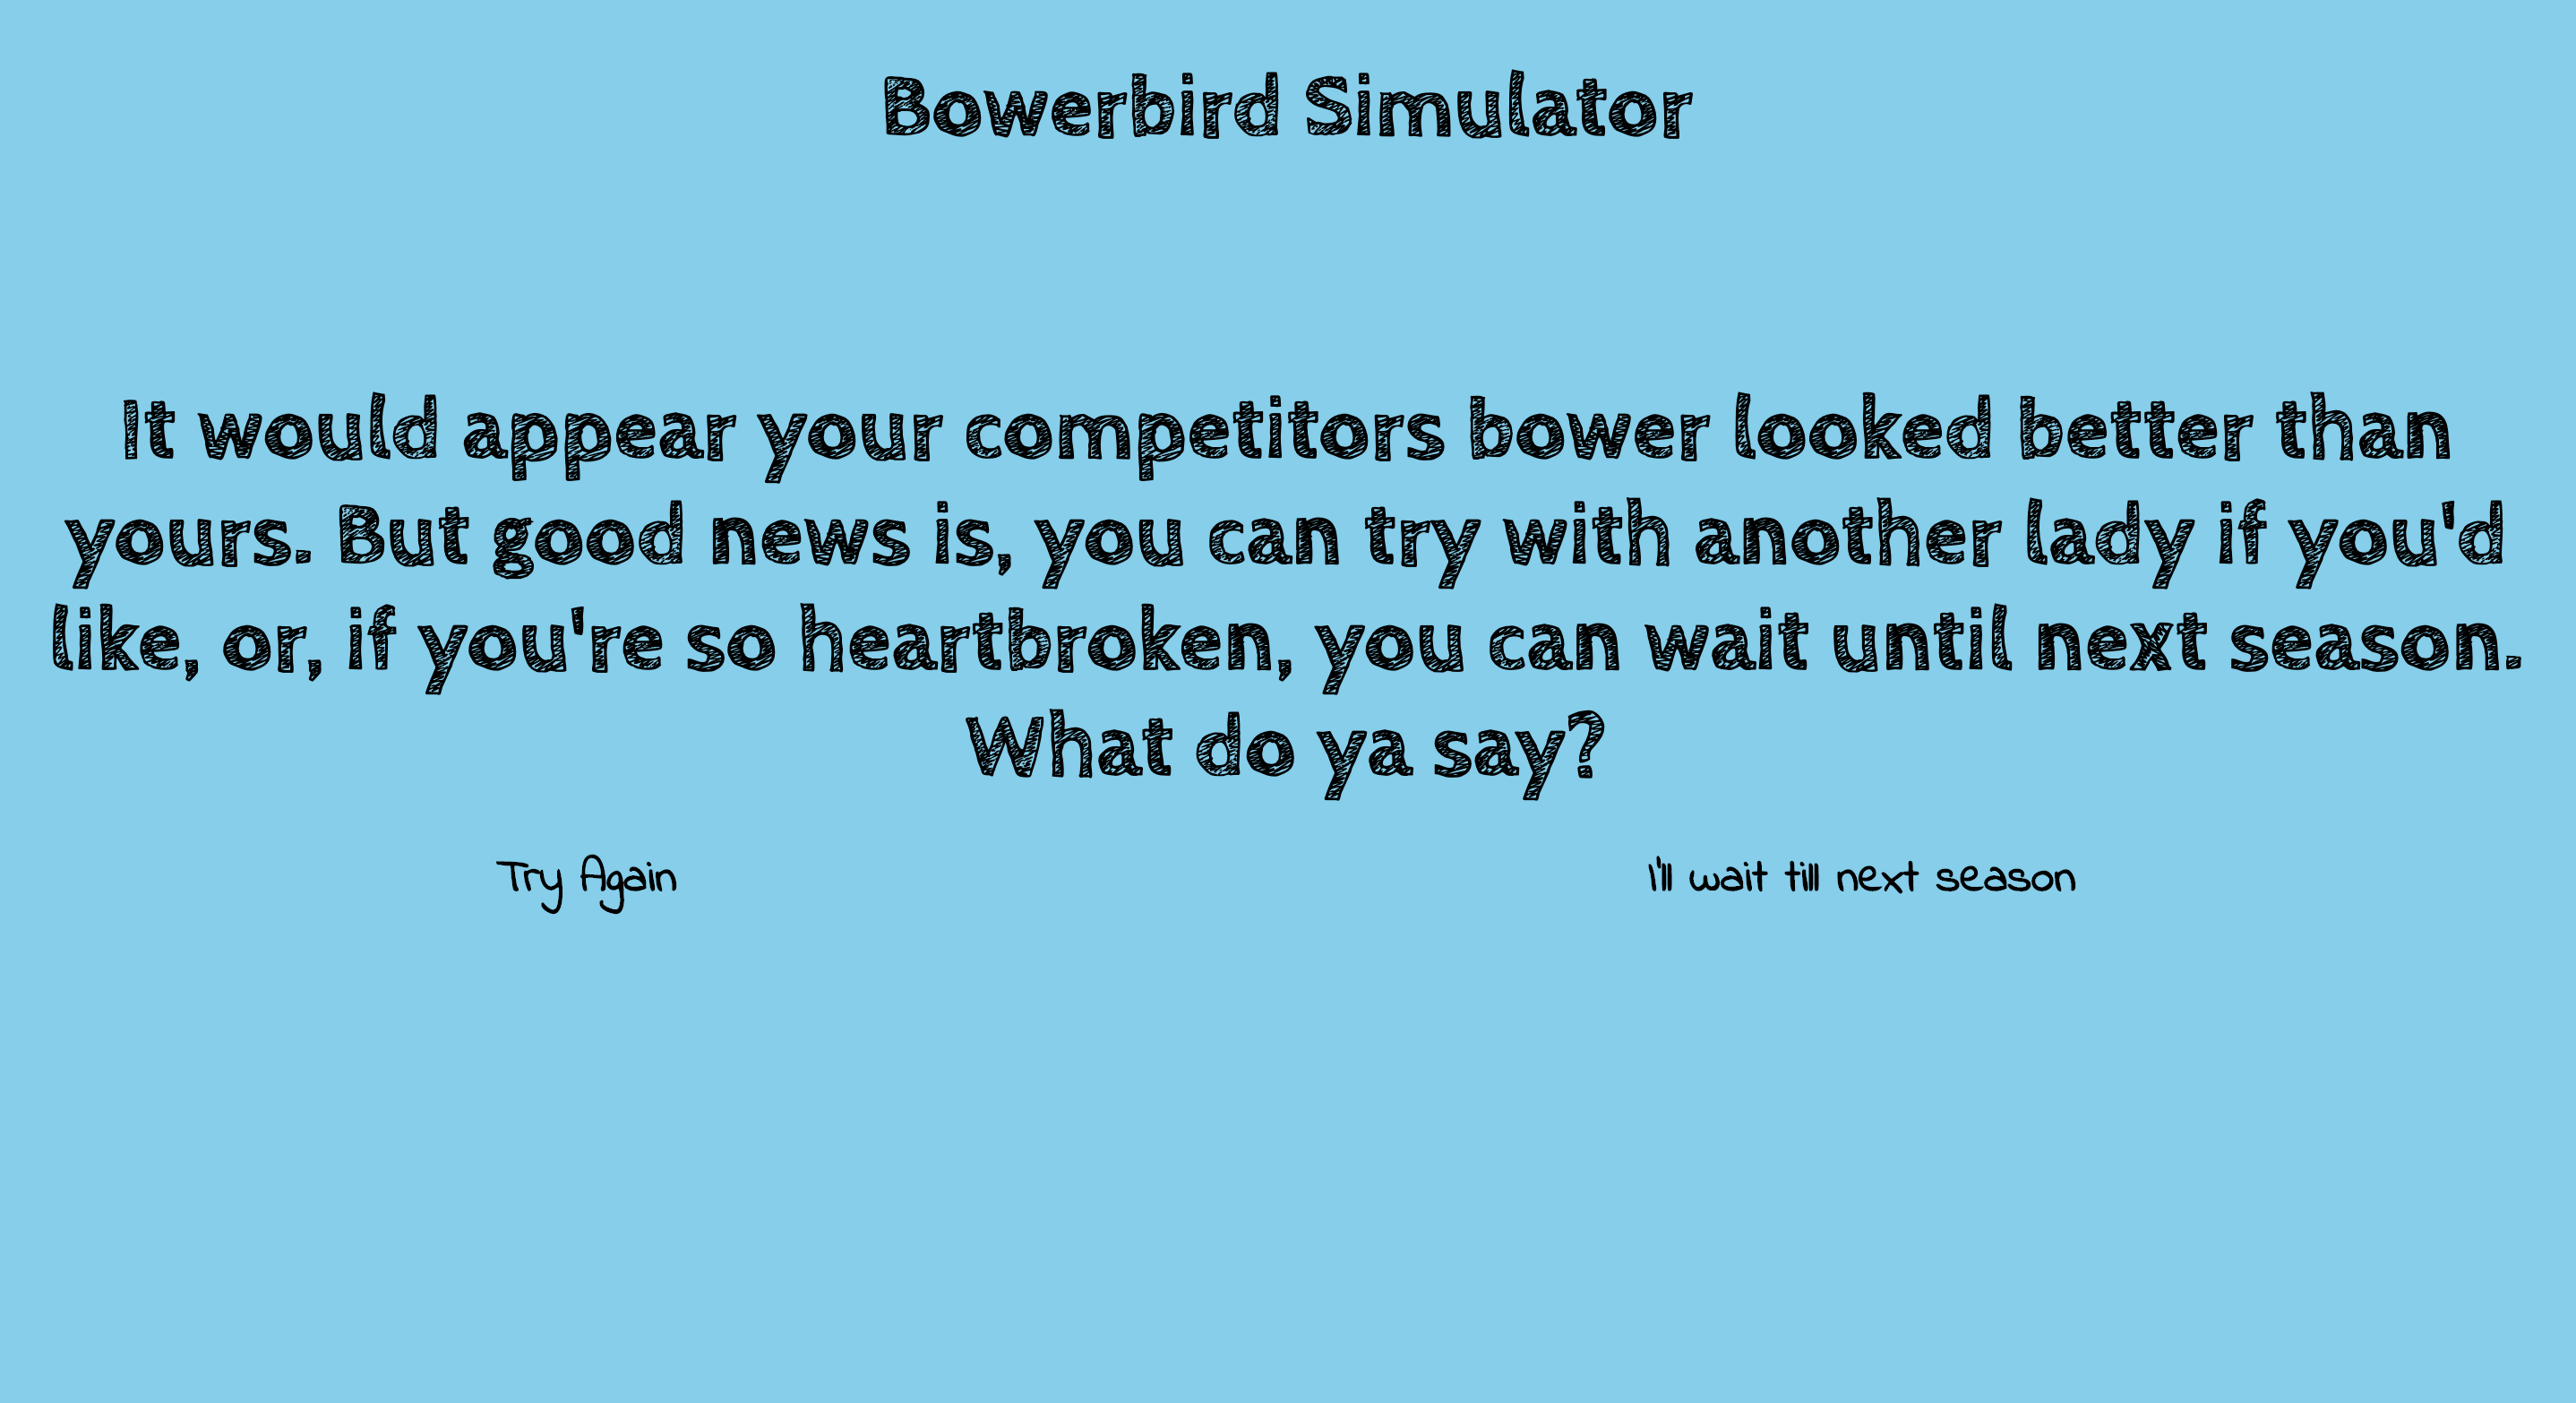 Bowerbird Simulator
It would appear your competitors bower looked better than
yours. But good news is, you can try with another lady if you'd
like, or, if you're so heartbroken, you can wait until next season.
What do ya say?
Try Again
I'll wait till next season